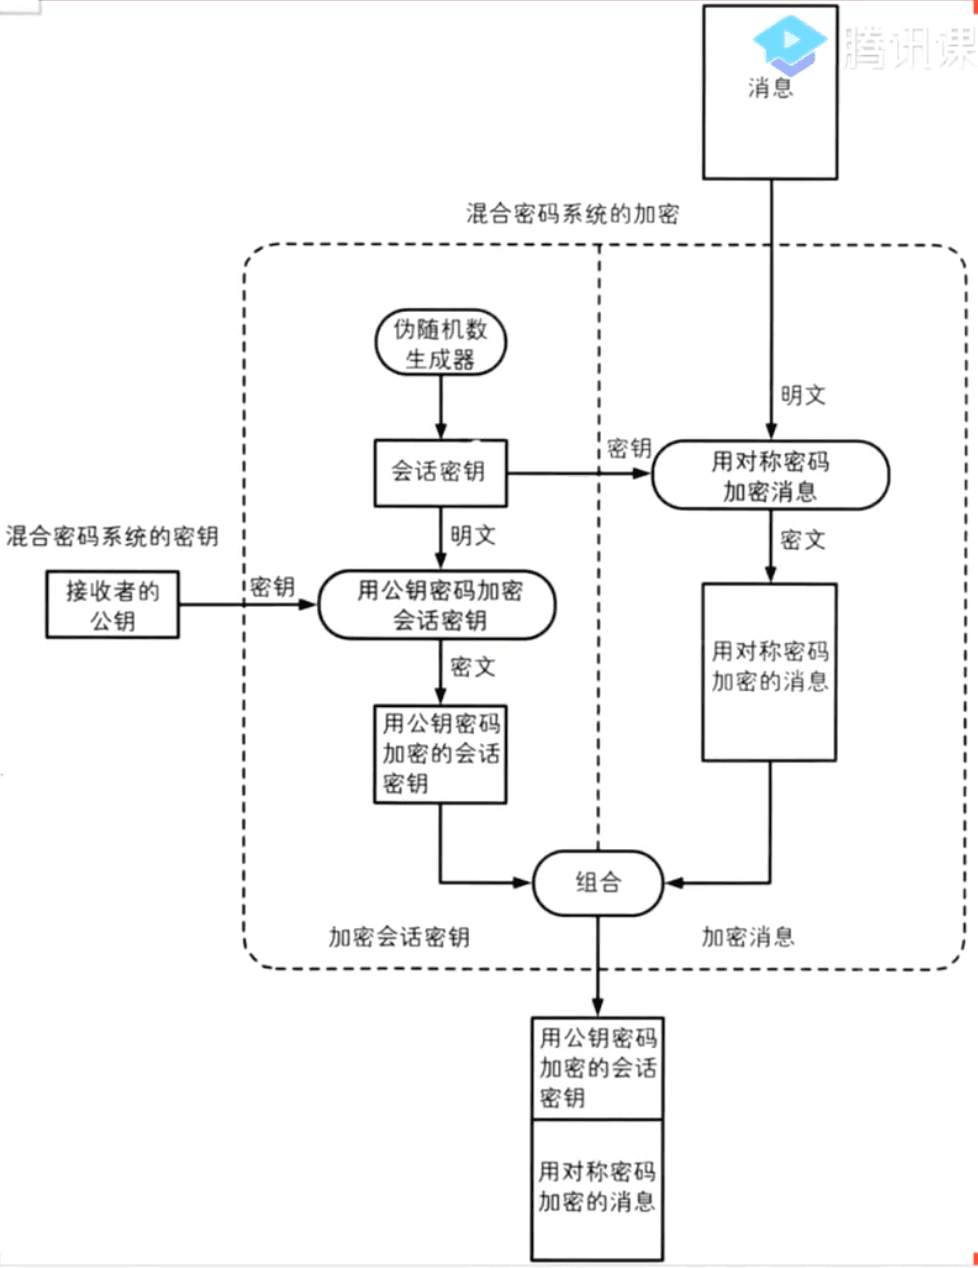 腾讯课
消息
混合密码系统的加密
伪随机数
生成器
明文
会话密钥
密钥
用对称密码
加密消息
混合密码系统的密钥
明文
密文
接收者的
公钥
密钥
用公钥密码加密
会话密钥
用对称密码
加密的消息
密文
用公钥密码
加密的会话
密钥
组合
加密会话密钥
加密消息
用公钥密码
加密的会话
密钥
用对称密码
加密的消息